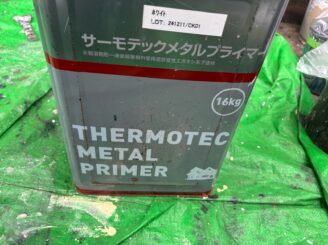 ホワイト
LOT: 241211/CK01
サーモテックメタルプライマー
16kg
THERMOTEC
METAL
PRIMER